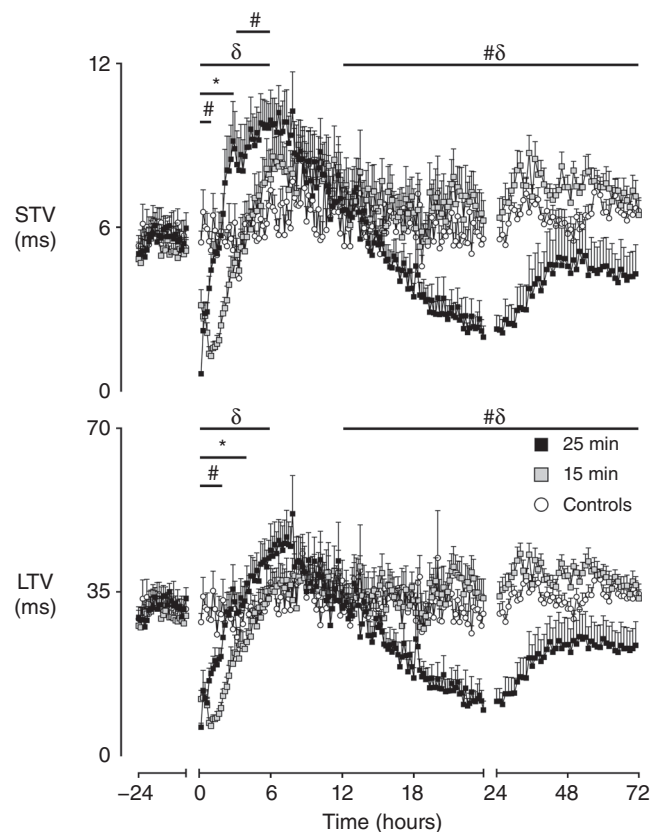 #
δ
#δ
*
#
12
STV
(ms)
6
0
δ
#δ
*
#
70
25 min
15 min
Controls
LTV
(ms)
35
0
−24 0 6 12 18 24 48 72
Time (hours)